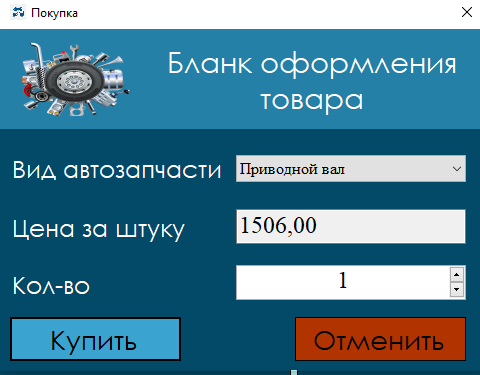 Покупка
Бланк оформления
товара
Вид автозапчасти
Приводной вал
Цена за штуку
1506,00
Кол-во
1
Купить
Отменить